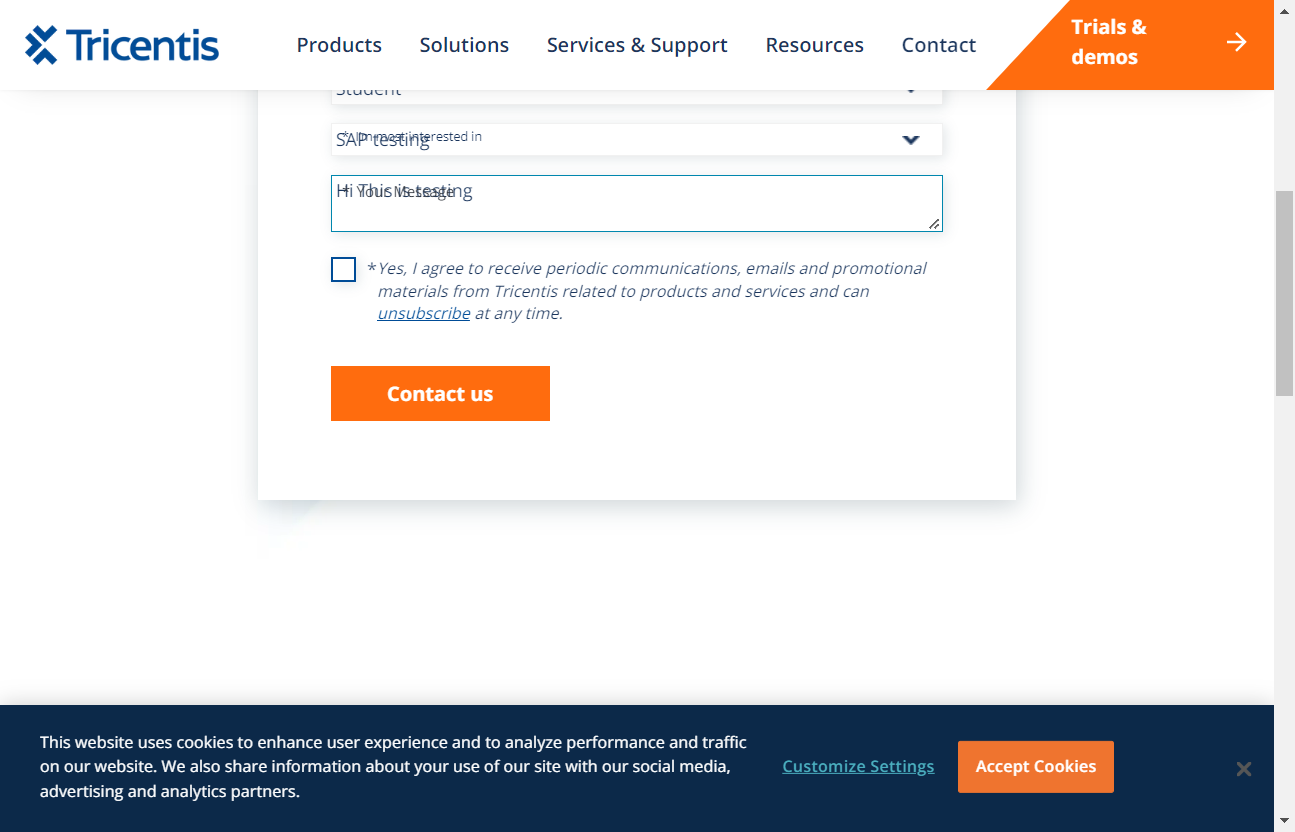 Tricentis
Products
Solutions
Services & Support
Resources
Contact
Trials &
demos
Student
* I'm most interested in
SAP testing
* Your Message
Hi This is testing
*Yes, I agree to receive periodic communications, emails and promotional
materials from Tricentis related to products and services and can
unsubscribe at any time.
Contact us
This website uses cookies to enhance user experience and to analyze performance and traffic
on our website. We also share information about your use of our site with our social media,
advertising and analytics partners.
Customize Settings
Accept Cookies